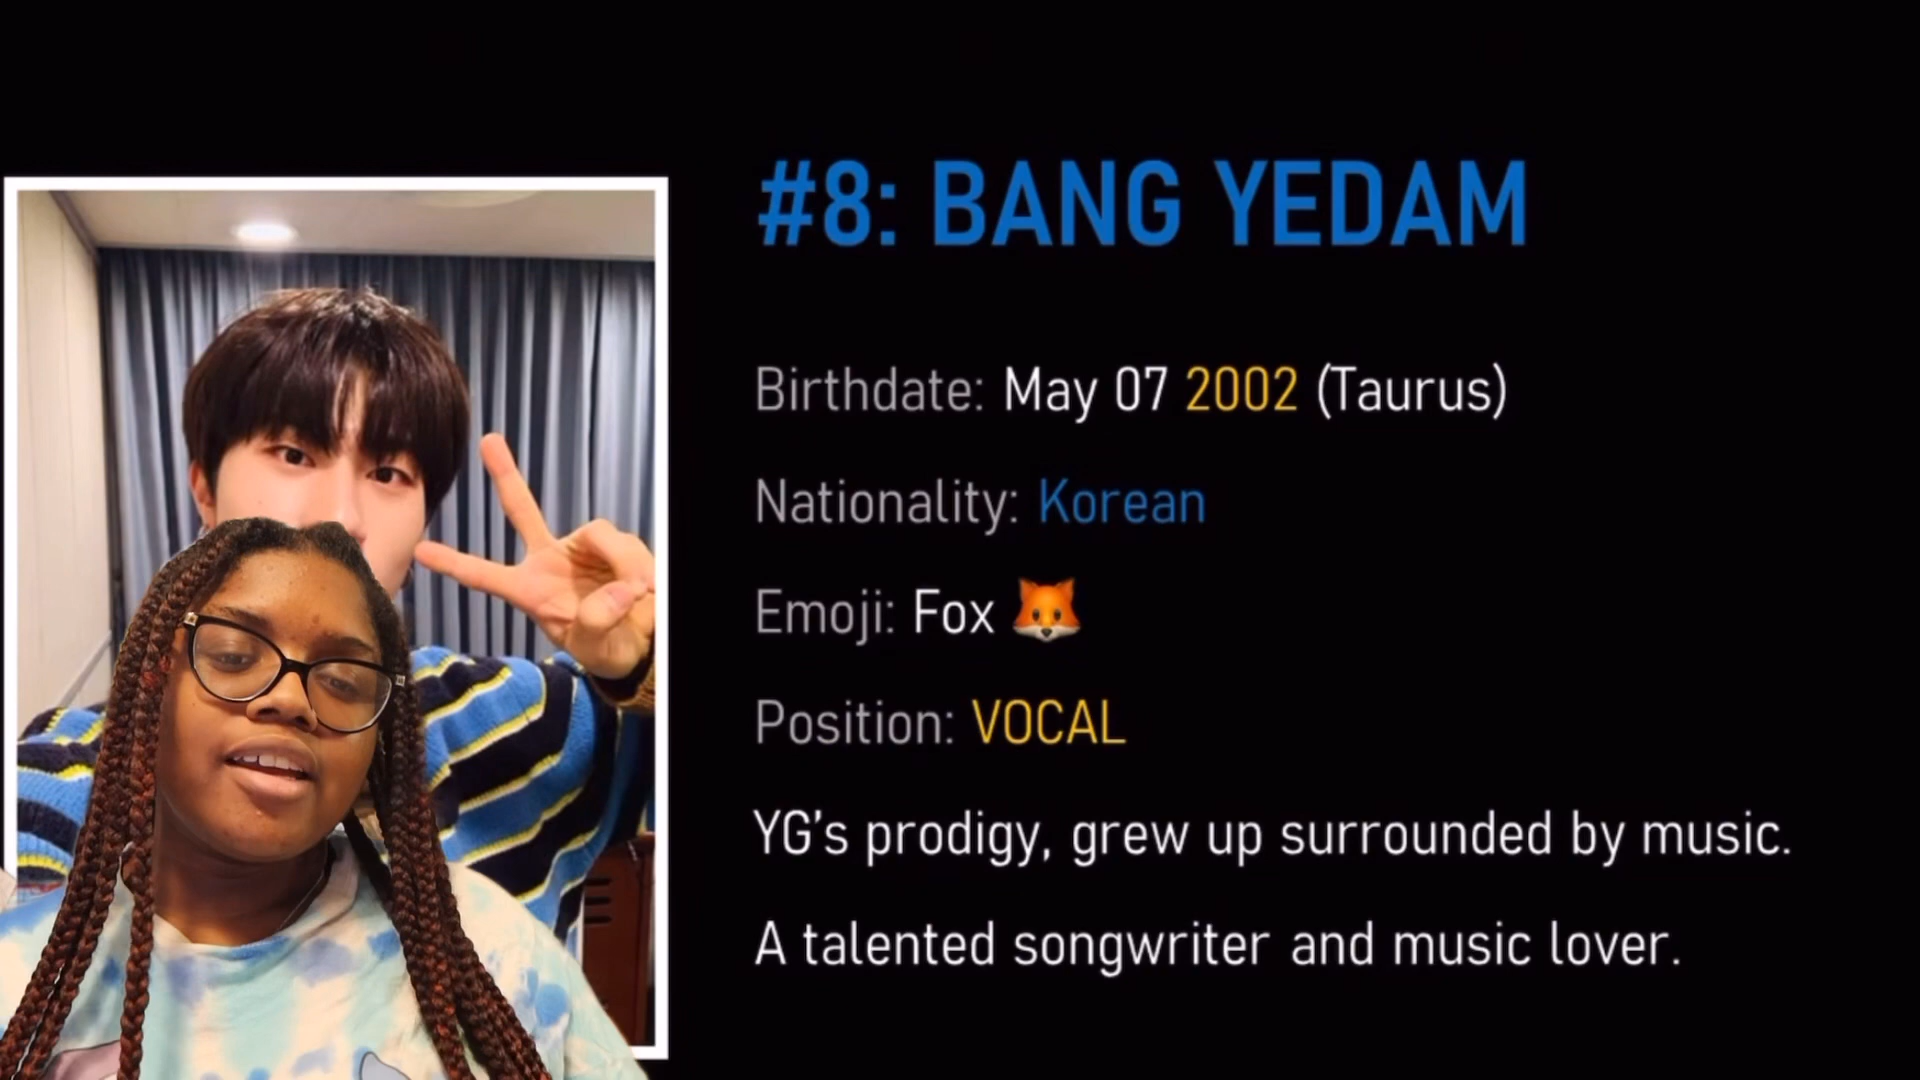 #8: BANG YEDAM
Birthdate: May 07 2002 (Taurus)
Nationality: Korean
Emoji: Fox 🦊
Position: VOCAL
YG's prodigy, grew up surrounded by music.
A talented songwriter and music lover.